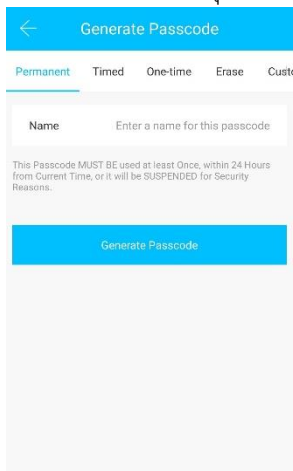 Generate Passcode
Permanent Timed One-time Erase Custo
Name Enter a name for this passcode
This Passcode MUST BE used at least Once, within 24 Hours
from Current Time, or it will be SUSPENDED for Security
Reasons.
Generate Passcode